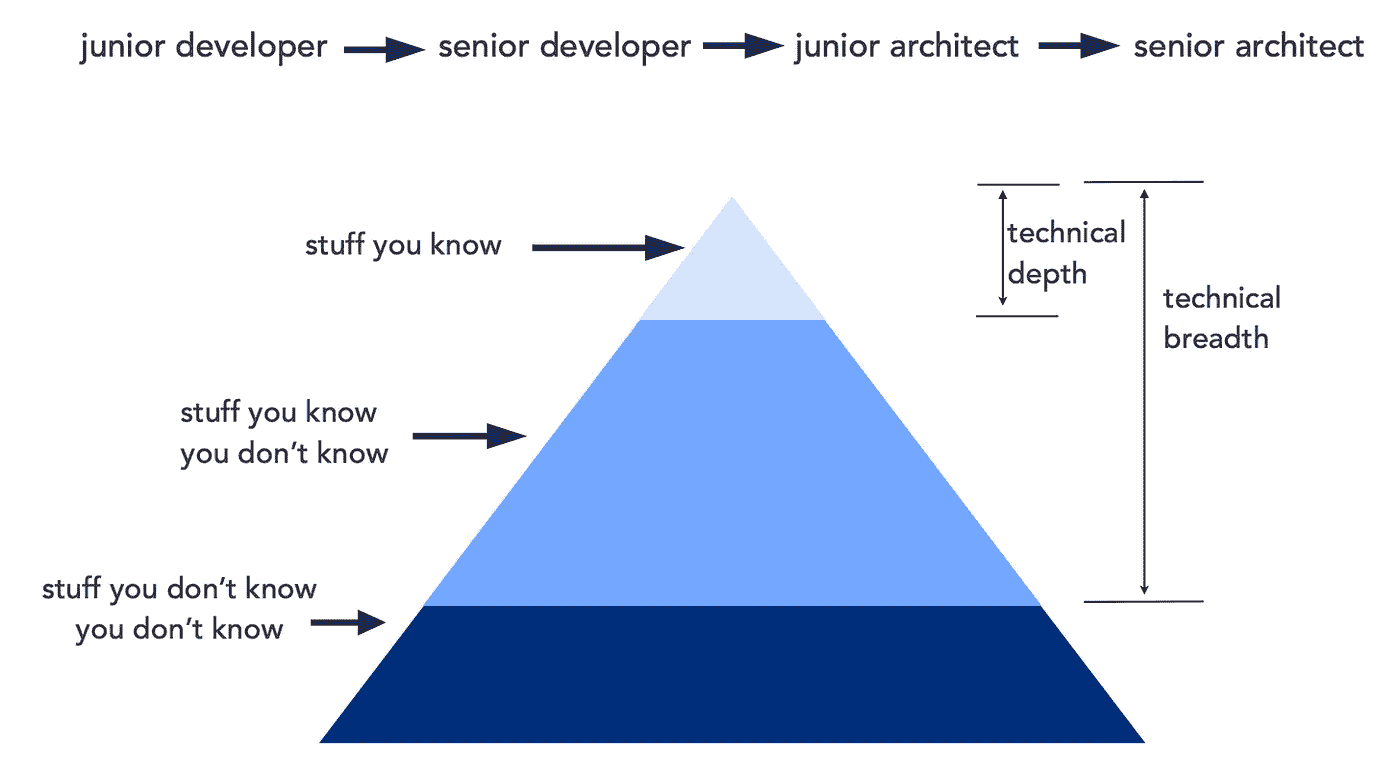 junior developer senior developer junior architect senior architect
stuff you know
technical
depth
technical
breadth
stuff you know
you don’t know
stuff you don’t know
you don’t know